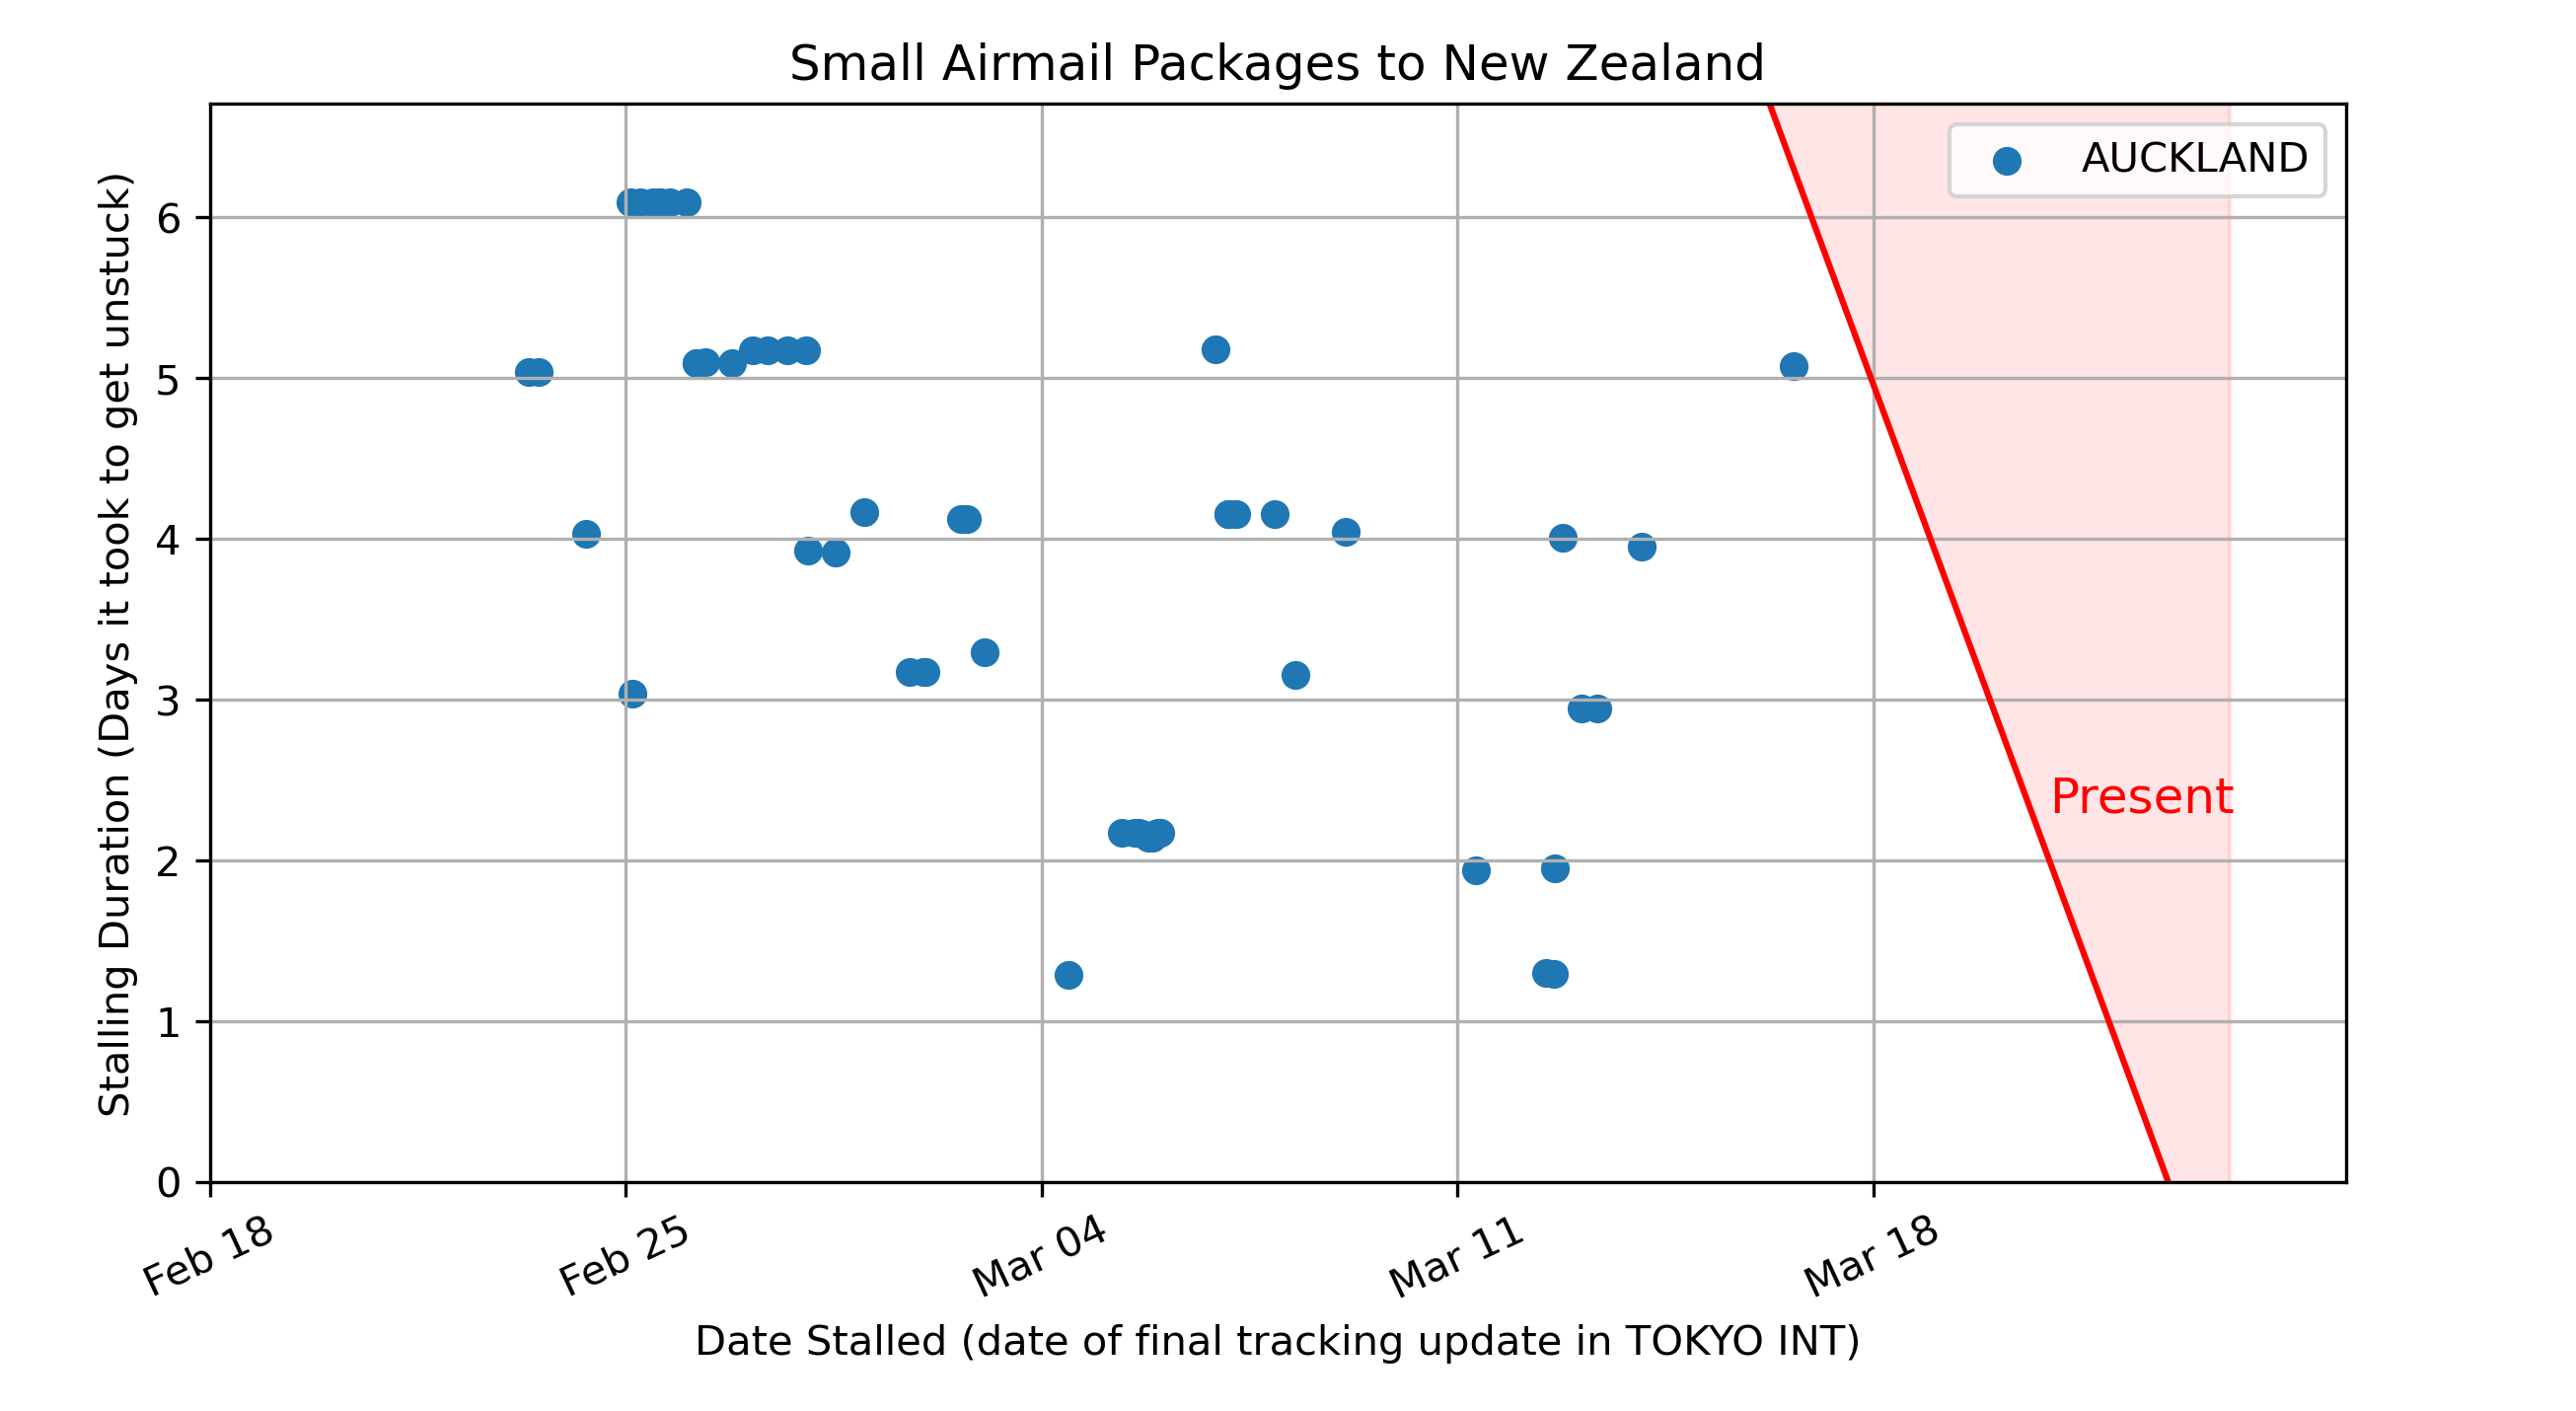 Small Airmail Packages to New Zealand
AUCKLAND
Stalling Duration (Days it took to get unstuck)
6
5
4
3
2
1
0
Present
Feb 18
Feb 25
Mar 04
Mar 11
Mar 18
Date Stalled (date of final tracking update in TOKYO INT)